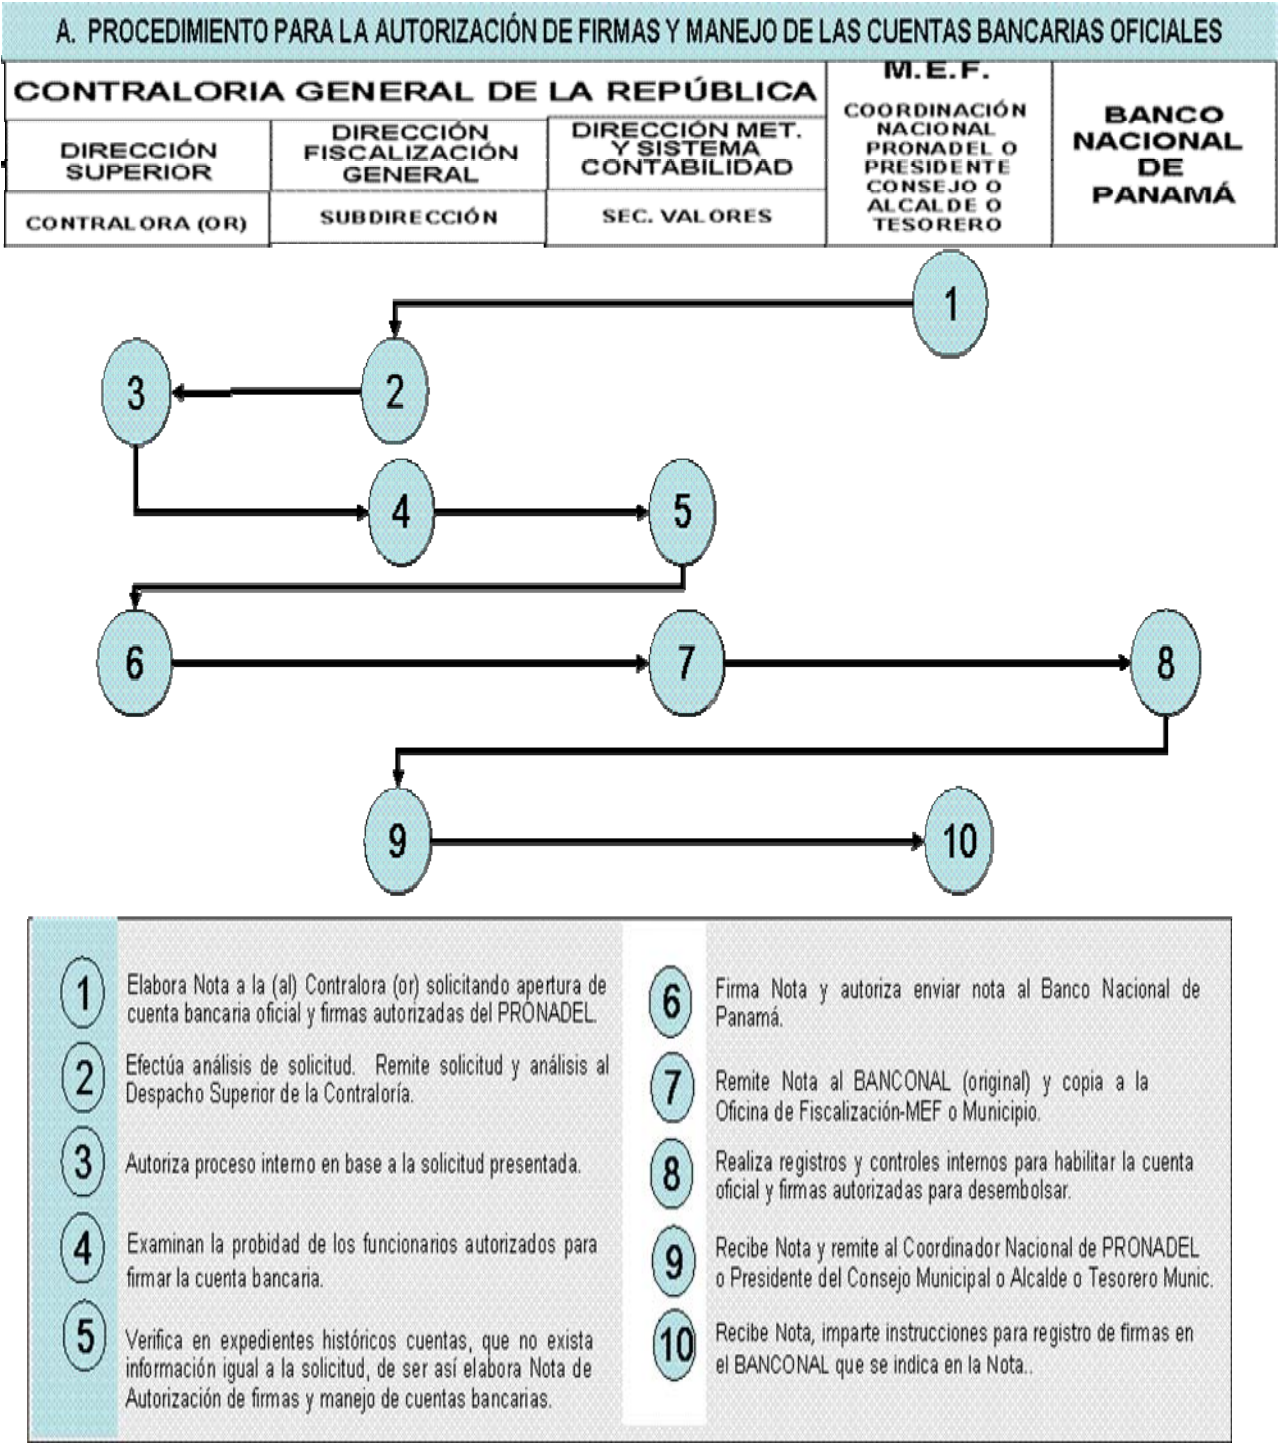 A. PROCEDIMIENTO PARA LA AUTORIZACIÓN DE FIRMAS Y MANEJO DE LAS CUENTAS BANCARIAS OFICIALES
CONTRALORIA GENERAL DE LA REPÚBLICA
DIRECCIÓN
SUPERIOR
CONTRALORA (OR)
DIRECCIÓN
FISCALIZACIÓN
GENERAL
SUBDIRECCIÓN
DIRECCIÓN MET.
Y SISTEMA
CONTABILIDAD
SEC. VALORES
M.E.F.
COORDINACIÓN
NACIONAL
PRONADEL O
PRESIDENTE
CONSEJO O
ALCALDE O
TESORERO
BANCO
NACIONAL
DE
PANAMÁ
1
2
3
4
5
6
7
8
9
10
1
Elabora Nota a la (al) Contralora (or) solicitando apertura de
cuenta bancaria oficial y firmas autorizadas del PRONADEL.
2
Efectúa análisis de solicitud. Remite solicitud y análisis al
Despacho Superior de la Contraloría.
3
Autoriza proceso interno en base a la solicitud presentada.
4
Examinan la probidad de los funcionarios autorizados para
firmar la cuenta bancaria.
5
Verifica en expedientes históricos cuentas, que no exista
información igual a la solicitud, de ser así elabora Nota de
Autorización de firmas y manejo de cuentas bancarias.
6
Firma Nota y autoriza enviar nota al Banco Nacional de
Panamá.
7
Remite Nota al BANCONAL (original) y copia a la
Oficina de Fiscalización-MEF o Municipio.
8
Realiza registros y controles internos para habilitar la cuenta
oficial y firmas autorizadas para desembolsar.
9
Recibe Nota y remite al Coordinador Nacional de PRONADEL
o Presidente del Consejo Municipal o Alcalde o Tesorero Munic.
10
Recibe Nota, imparte instrucciones para registro de firmas en
el BANCONAL que se indica en la Nota..